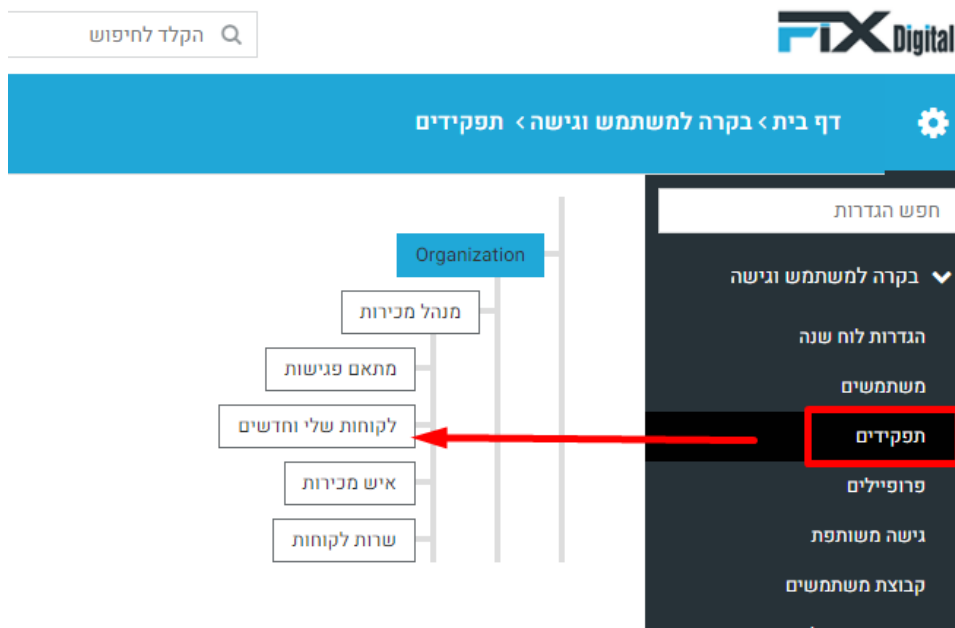 FIX Digital
הקלד לחיפוש
דף בית › בקרה למשתמש וגישה › תפקידים
חפש הגדרות
בקרה למשתמש וגישה
הגדרות לוח שנה
משתמשים
תפקידים
פרופיילים
גישה משותפת
קבוצת משתמשים
Organization
מנהל מכירות
מתאם פגישות
לקוחות שלי וחדשים
איש מכירות
שרות לקוחות